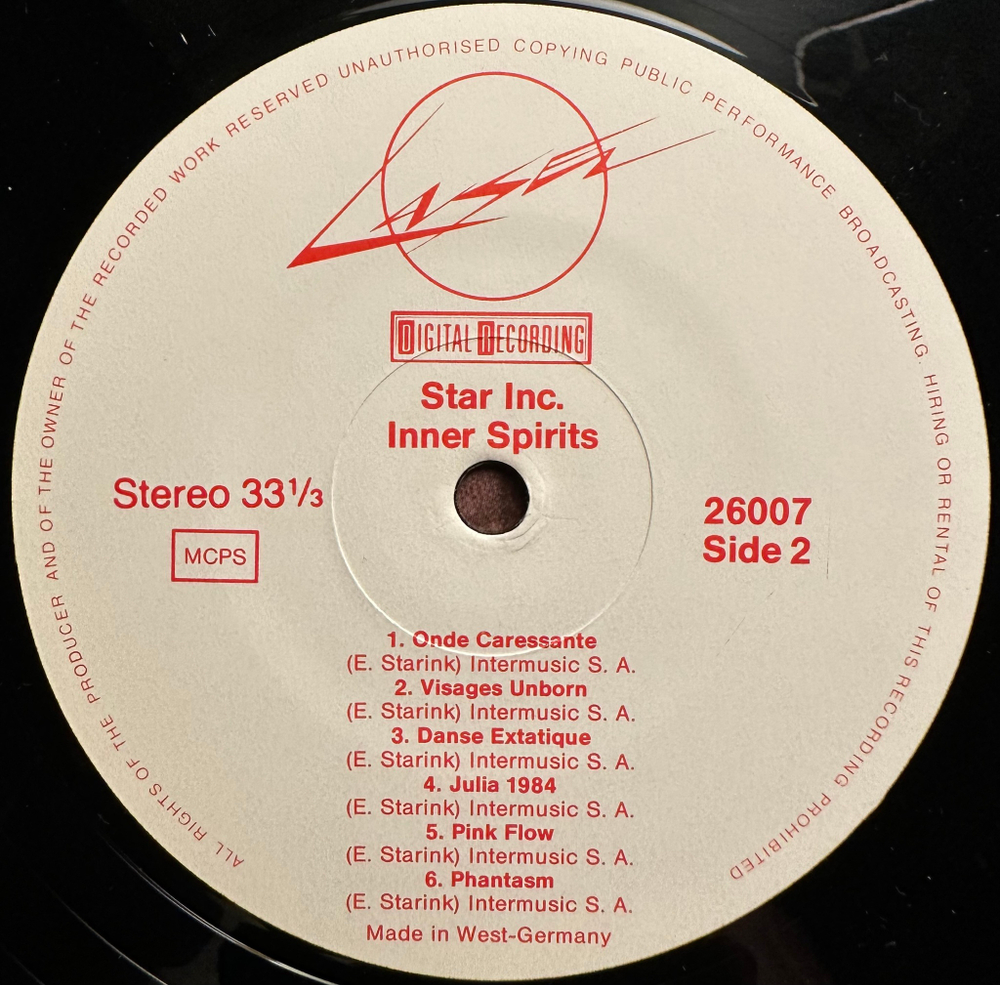 ALL RIGHTS OF THE PRODUCER AND OF THE OWNER OF THE RECORDED WORK RESERVED UNAUTHORISED COPYING PUBLIC PERFORMANCE BROADCASTING. HIRING OR RENTAL OF THIS RECORDING PROHIBITED
LASER
DIGITAL RECORDING
Star Inc.
Inner Spirits
Stereo 33⅓
MCPS
26007
Side 2
1. Onde Caressante
(E. Starink) Intermusic S. A.
2. Visages Unborn
(E. Starink) Intermusic S. A.
3. Danse Extatique
(E. Starink) Intermusic S. A.
4. Julia 1984
(E. Starink) Intermusic S. A.
5. Pink Flow
(E. Starink) Intermusic S. A.
6. Phantasm
(E. Starink) Intermusic S. A.
Made in West-Germany